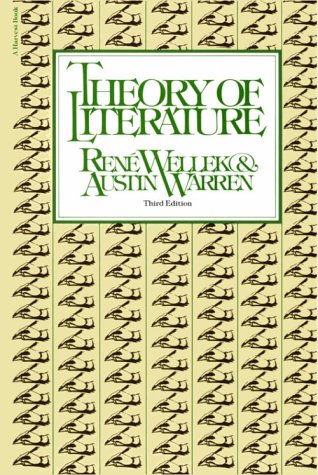 A Harvest Book
THEORY OF
LITERATURE
RENÉ WELLEK &
AUSTIN WARREN
Third Edition